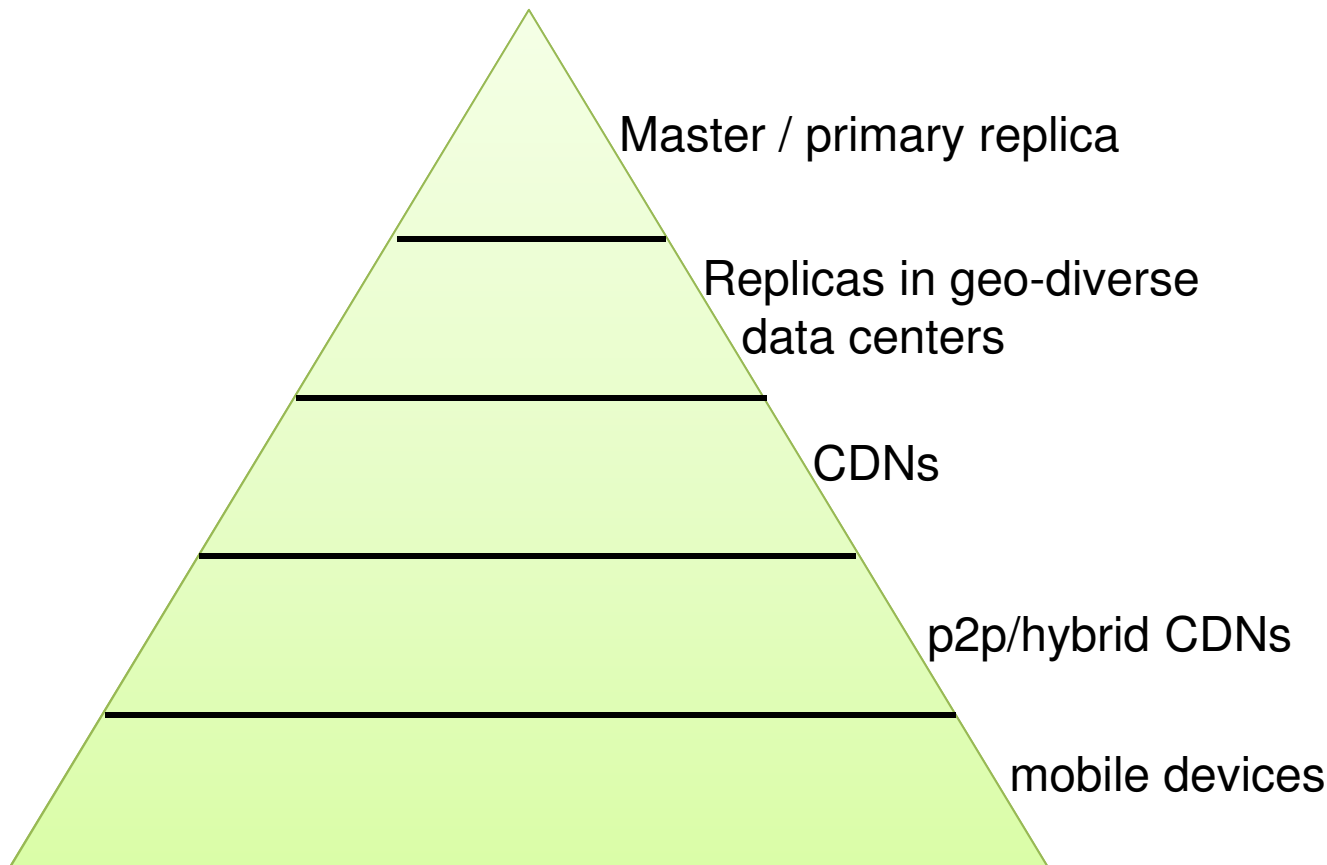 Master / primary replica
Replicas in geo-diverse
data centers
CDNs
p2p/hybrid CDNs
mobile devices